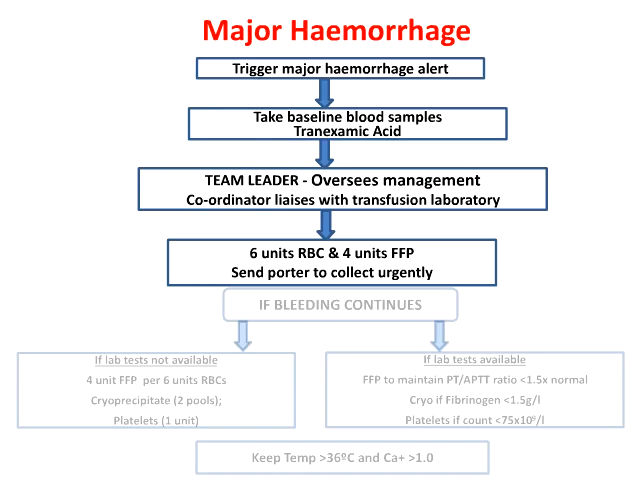 Major Haemorrhage
Trigger major haemorrhage alert
Take baseline blood samples
Tranexamic Acid
TEAM LEADER - Oversees management
Co-ordinator liaises with transfusion laboratory
6 units RBC & 4 units FFP
Send porter to collect urgently
IF BLEEDING CONTINUES
If lab tests not available
4 unit FFP per 6 units RBCs
Cryoprecipitate (2 pools);
Platelets (1 unit)
If lab tests available
FFP to maintain PT/APTT ratio <1.5x normal
Cryo if Fibrinogen <1.5g/l
Platelets if count <75x10⁹/l
Keep Temp >36ºC and Ca+ >1.0